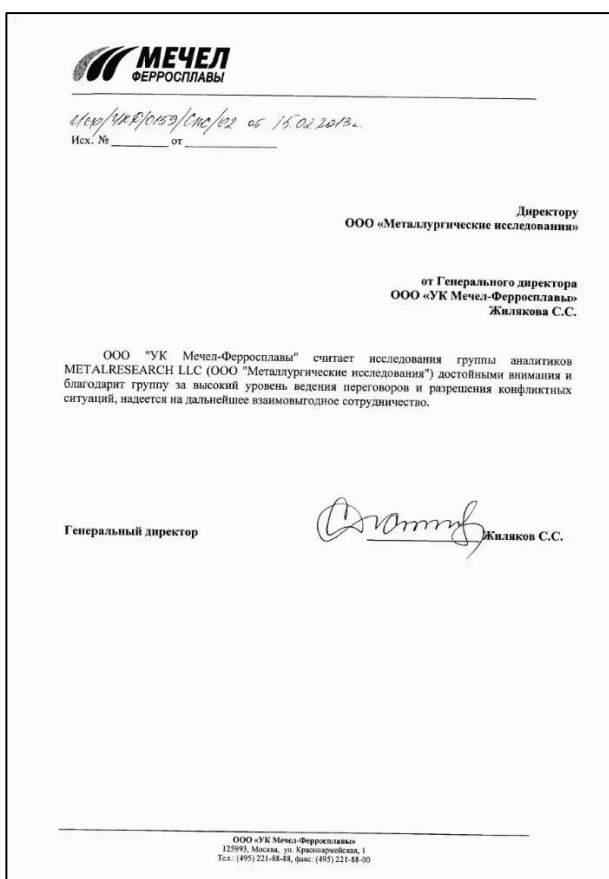 МЕЧЕЛ
ФЕРРОСПЛАВЫ
от 15.02.2013г.
Исх. № от
Директору
ООО «Металлургические исследования»
от Генерального директора
ООО «УК Мечел-Ферросплавы»
Жилякова С.С.
ООО "УК Мечел-Ферросплавы" считает исследования группы аналитиков
METALRESEARCH LLC (ООО "Металлургические исследования") достойными внимания и
благодарит группу за высокий уровень ведения переговоров и разрешения конфликтных
ситуаций, надеется на дальнейшее взаимовыгодное сотрудничество.
Генеральный директор Жиляков С.С.
ООО «УК Мечел-Ферросплавы»
125993, Москва, ул. Красноармейская, 1
Тел.: (495) 221-88-88, факс: (495) 221-88-00